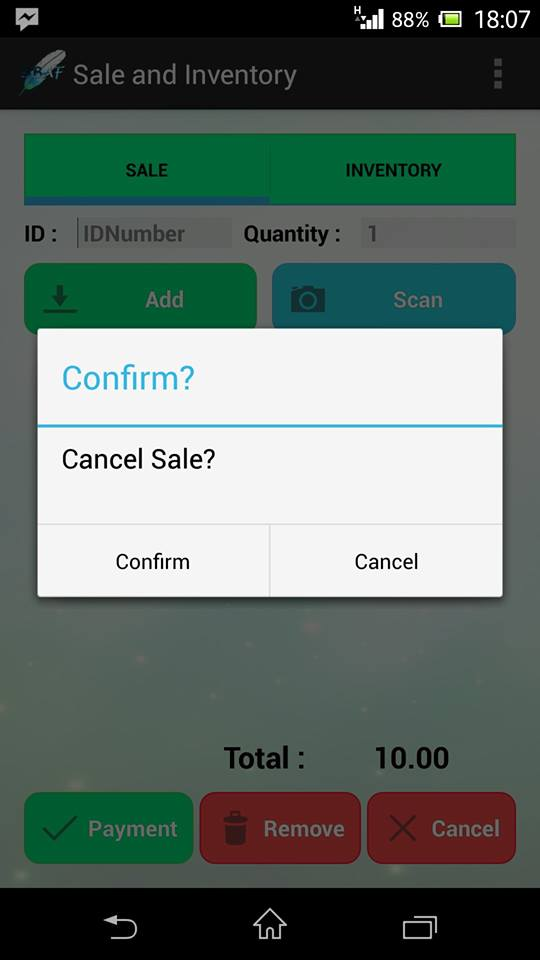 H
88%
18:07
Sale and Inventory
SALE
INVENTORY
ID : IDNumber Quantity : 1
Add
Scan
Confirm?
Cancel Sale?
Confirm
Cancel
Total : 10.00
Payment
Remove
Cancel